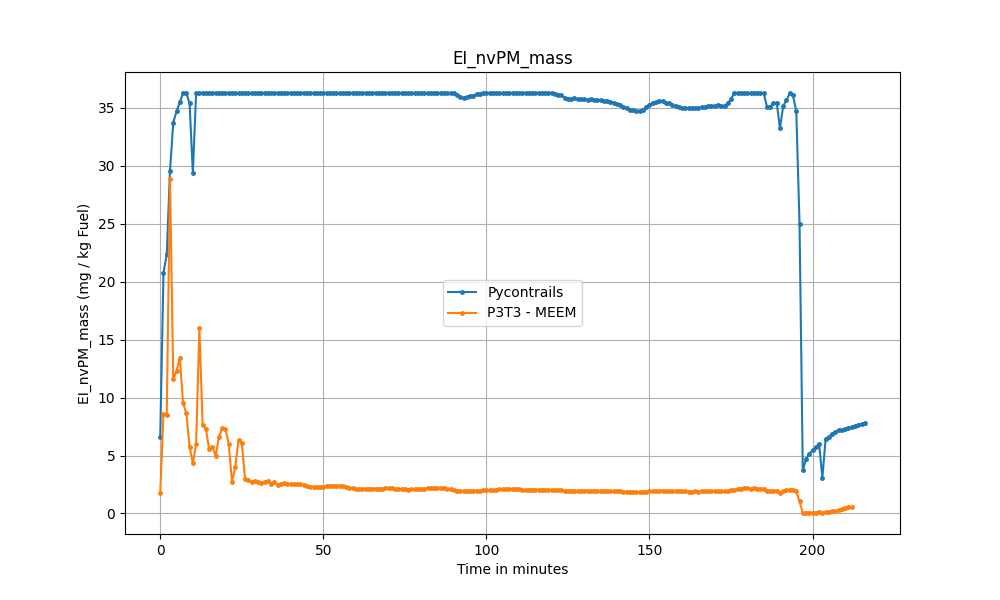 EI_nvPM_mass
EI_nvPM_mass (mg / kg Fuel)
35
30
25
20
15
10
5
0
Pycontrails
P3T3 - MEEM
0 50 100 150 200
Time in minutes